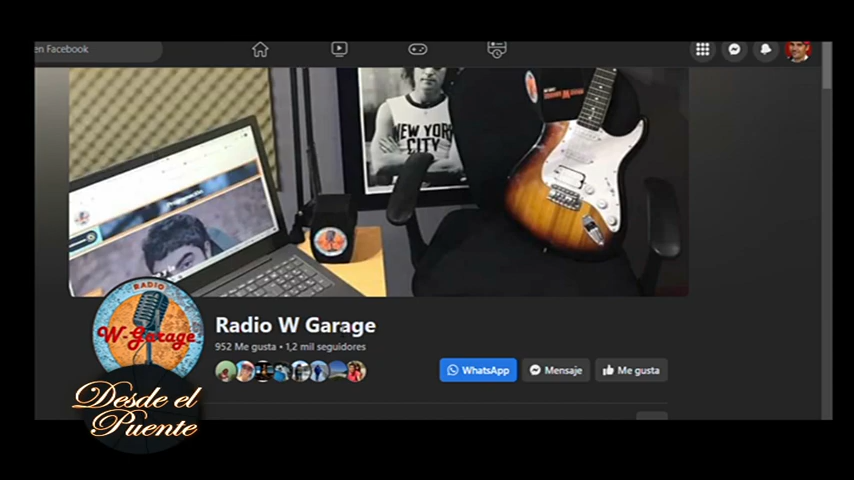 en Facebook
NEW YORK
CITY
RADIO
W-Garage
Radio W Garage
952 Me gusta • 1,2 mil seguidores
WhatsApp
Mensaje
Me gusta
Desde el
Puente